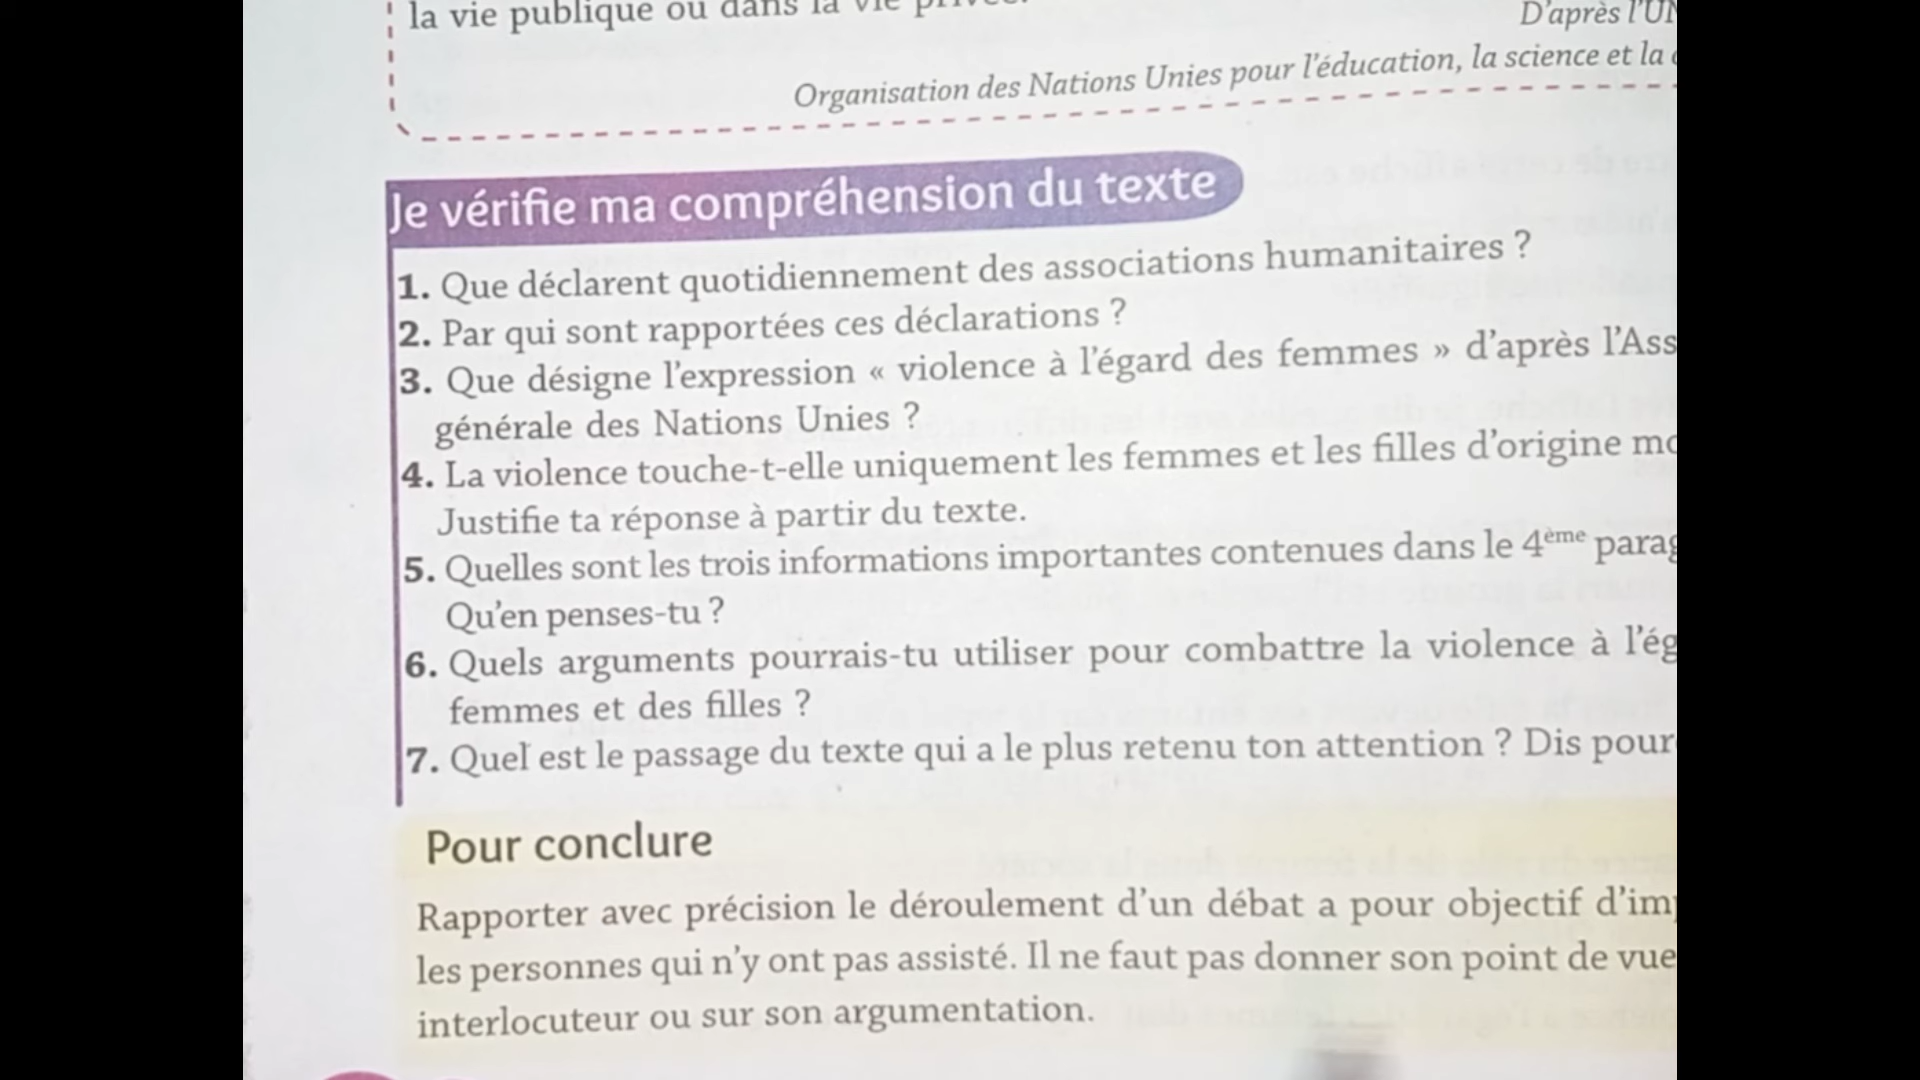 la vie publique ou dans la vie privée.
D'après l'UN
Organisation des Nations Unies pour l'éducation, la science et la
Je vérifie ma compréhension du texte
1. Que déclarent quotidiennement des associations humanitaires ?
2. Par qui sont rapportées ces déclarations ?
3. Que désigne l'expression « violence à l'égard des femmes » d'après l'Ass
générale des Nations Unies ?
4. La violence touche-t-elle uniquement les femmes et les filles d'origine mo
Justifie ta réponse à partir du texte.
5. Quelles sont les trois informations importantes contenues dans le 4ème parag
Qu'en penses-tu ?
6. Quels arguments pourrais-tu utiliser pour combattre la violence à l'ég
femmes et des filles ?
7. Quel est le passage du texte qui a le plus retenu ton attention ? Dis pour
Pour conclure
Rapporter avec précision le déroulement d'un débat a pour objectif d'im
les personnes qui n'y ont pas assisté. Il ne faut pas donner son point de vue
interlocuteur ou sur son argumentation.